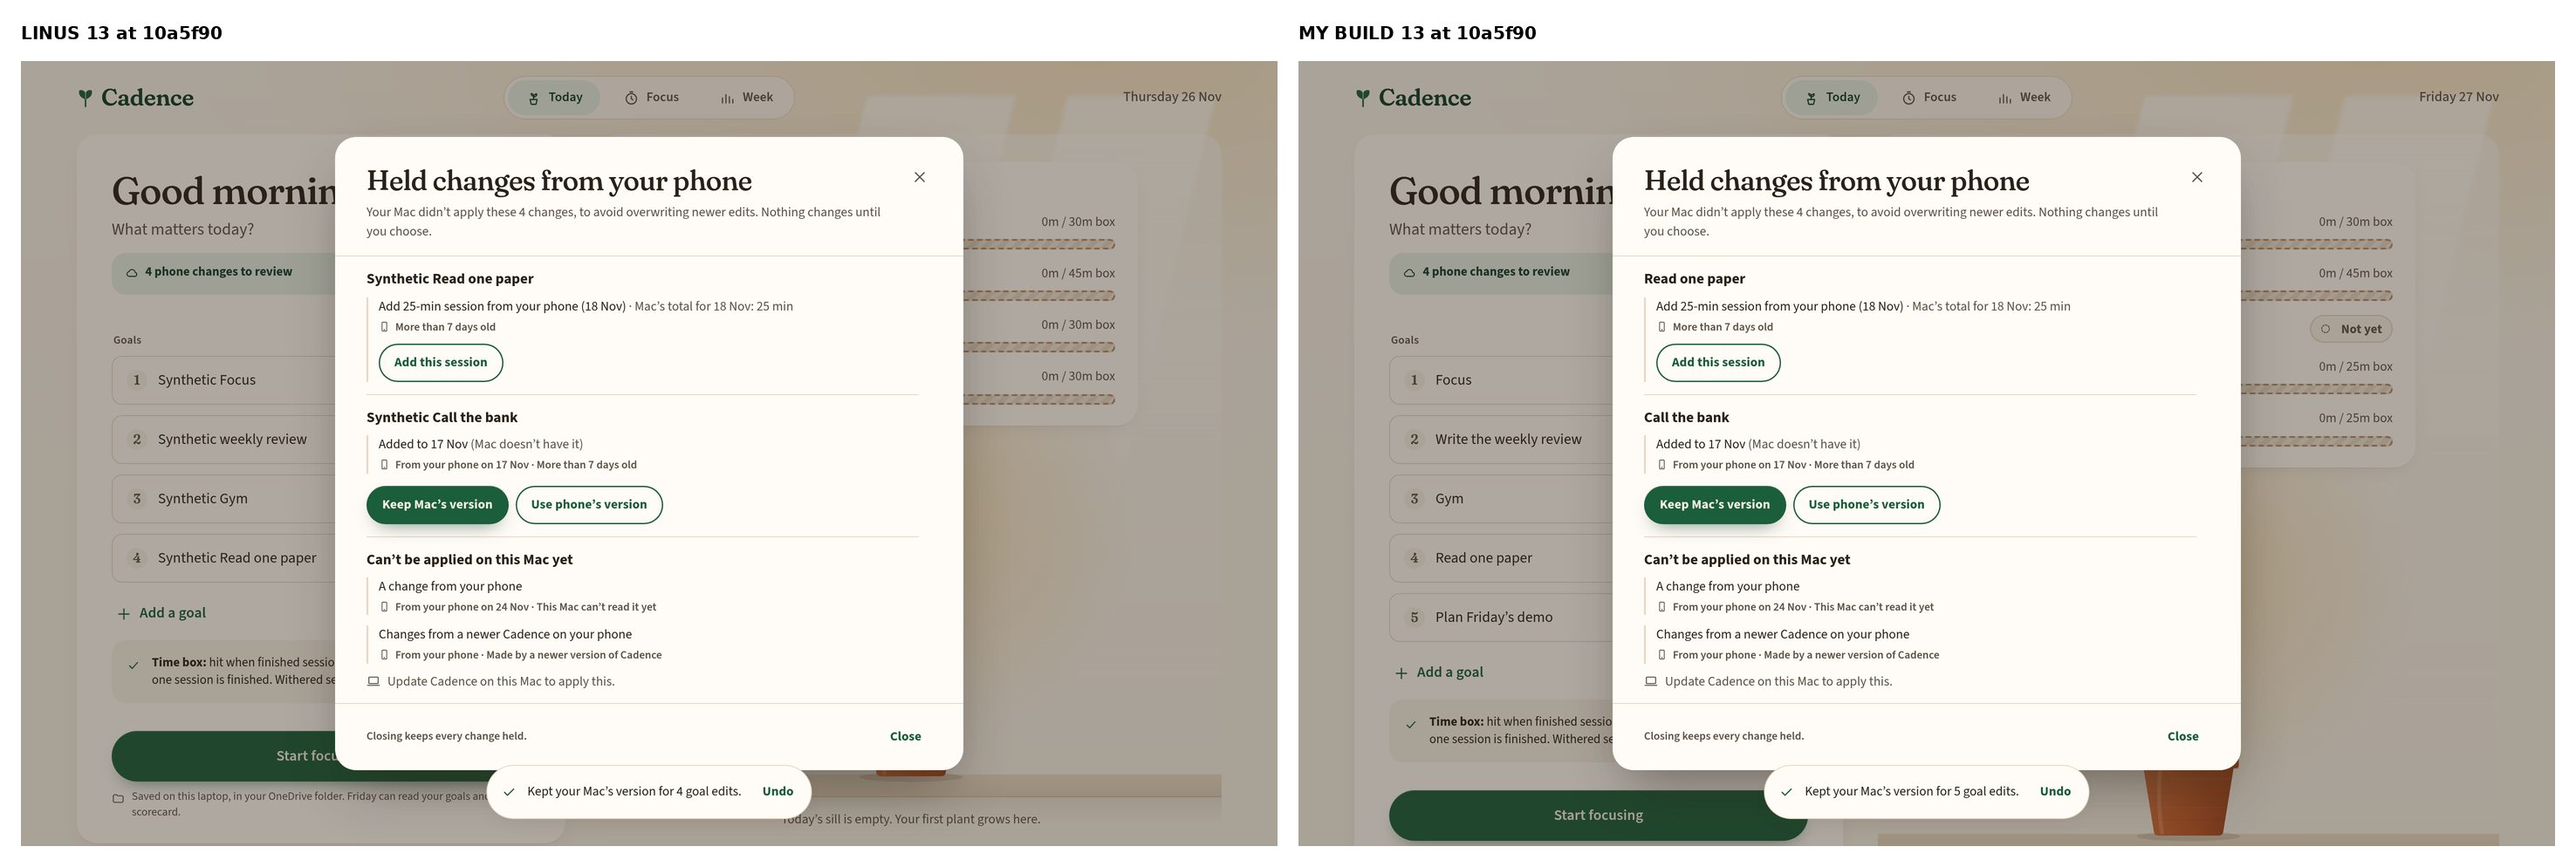 LINUS 13 at 10a5f90
Cadence
Today
Focus
Week
Thursday 26 Nov
Good mornin
What matters today?
4 phone changes to review
Goals
1 Synthetic Focus
2 Synthetic weekly review
3 Synthetic Gym
4 Synthetic Read one paper
Add a goal
Time box: hit when finished sessio
one session is finished. Withered se
Start focu
Saved on this laptop, in your OneDrive folder. Friday can read your goals an
scorecard.
0m / 30m box
0m / 45m box
0m / 30m box
0m / 30m box
Held changes from your phone
Your Mac didn’t apply these 4 changes, to avoid overwriting newer edits. Nothing changes until
you choose.
Synthetic Read one paper
Add 25-min session from your phone (18 Nov) · Mac’s total for 18 Nov: 25 min
More than 7 days old
Add this session
Synthetic Call the bank
Added to 17 Nov (Mac doesn’t have it)
From your phone on 17 Nov · More than 7 days old
Keep Mac’s version
Use phone’s version
Can’t be applied on this Mac yet
A change from your phone
From your phone on 24 Nov · This Mac can’t read it yet
Changes from a newer Cadence on your phone
From your phone · Made by a newer version of Cadence
Update Cadence on this Mac to apply this.
Closing keeps every change held.
Close
Kept your Mac’s version for 4 goal edits.
Undo
Today’s sill is empty. Your first plant grows here.
MY BUILD 13 at 10a5f90
Cadence
Today
Focus
Week
Friday 27 Nov
Good mornin
What matters today?
4 phone changes to review
Goals
1 Focus
2 Write the weekly review
3 Gym
4 Read one paper
5 Plan Friday’s demo
Add a goal
Time box: hit when finished sessio
one session is finished. Withered se
Start focusing
0m / 30m box
0m / 45m box
Not yet
0m / 25m box
0m / 25m box
Held changes from your phone
Your Mac didn’t apply these 4 changes, to avoid overwriting newer edits. Nothing changes until
you choose.
Read one paper
Add 25-min session from your phone (18 Nov) · Mac’s total for 18 Nov: 25 min
More than 7 days old
Add this session
Call the bank
Added to 17 Nov (Mac doesn’t have it)
From your phone on 17 Nov · More than 7 days old
Keep Mac’s version
Use phone’s version
Can’t be applied on this Mac yet
A change from your phone
From your phone on 24 Nov · This Mac can’t read it yet
Changes from a newer Cadence on your phone
From your phone · Made by a newer version of Cadence
Update Cadence on this Mac to apply this.
Closing keeps every change held.
Close
Kept your Mac’s version for 5 goal edits.
Undo